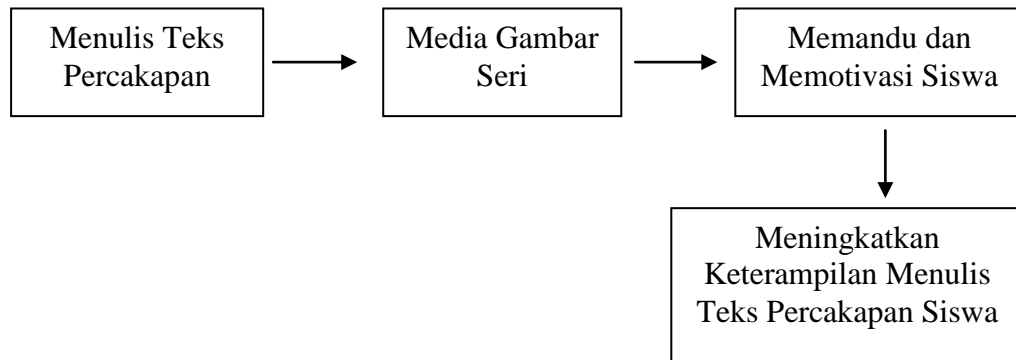 Menulis Teks
Percakapan
Media Gambar
Seri
Memandu dan
Memotivasi Siswa
Meningkatkan
Keterampilan Menulis
Teks Percakapan Siswa